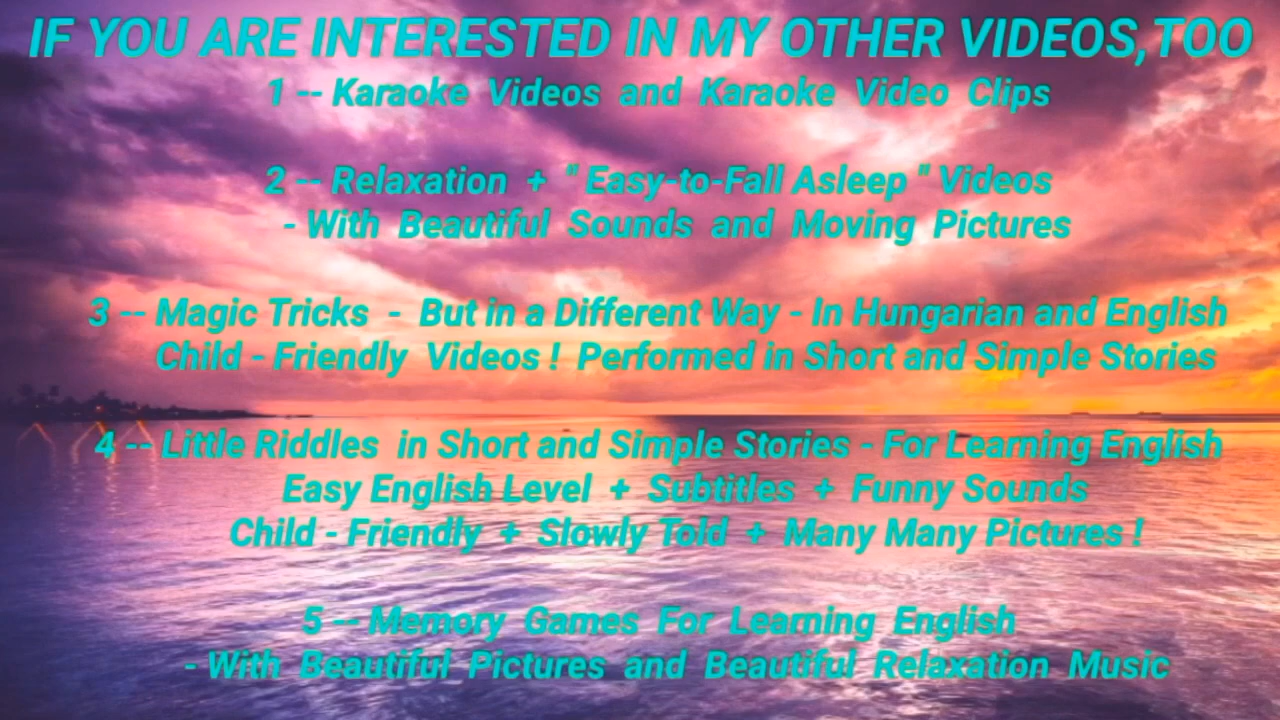 IF YOU ARE INTERESTED IN MY OTHER VIDEOS,TOO
1 -- Karaoke Videos and Karaoke Video Clips
2 -- Relaxation + " Easy-to-Fall Asleep " Videos
- With Beautiful Sounds and Moving Pictures
3 -- Magic Tricks - But in a Different Way - In Hungarian and English
Child - Friendly Videos ! Performed in Short and Simple Stories
4 -- Little Riddles in Short and Simple Stories - For Learning English
Easy English Level + Subtitles + Funny Sounds
Child - Friendly + Slowly Told + Many Many Pictures !
5 -- Memory Games For Learning English
- With Beautiful Pictures and Beautiful Relaxation Music